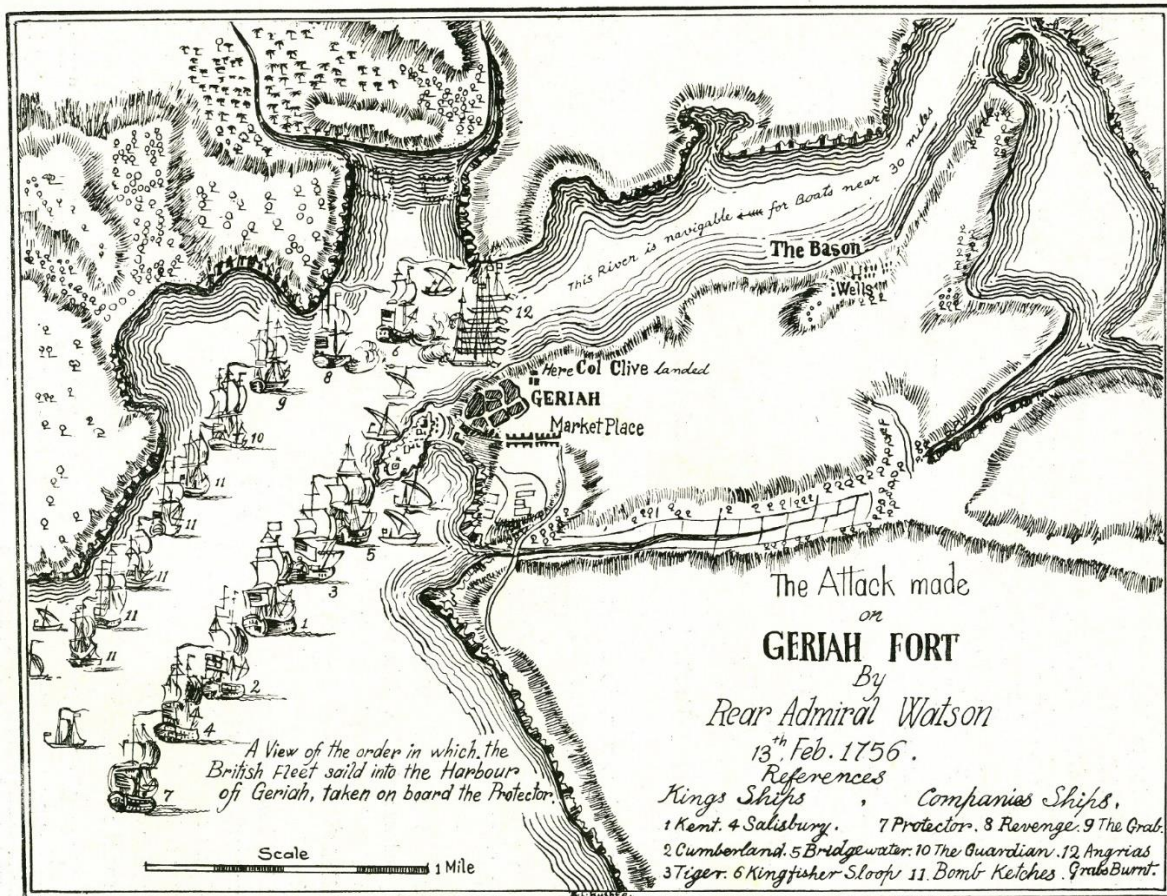 This River is navigable for Boats near 30 miles
The Bason
Wells
12
6
8
9
10
Here Col Clive landed
GERIAH
Market Place
11
11
5
11
3
11
1
11
2
4
7
The Attack made
on
GERIAH FORT
By
Rear Admiral Watson
13th Feb. 1756.
A View of the order in which, the
British Fleet saild into the Harbour
off Geriah, taken on board the Protector.
References
Kings Ships , Companies Ships.
1 Kent. 4 Salisbury. 7 Protector. 8 Revenge. 9 The Grab.
2 Cumberland. 5 Bridgewater. 10 The Guardian. 12 Angrias
3 Tiger. 6 Kingfisher Sloop 11. Bomb Ketches. Grabs Burnt.
Scale
1 Mile